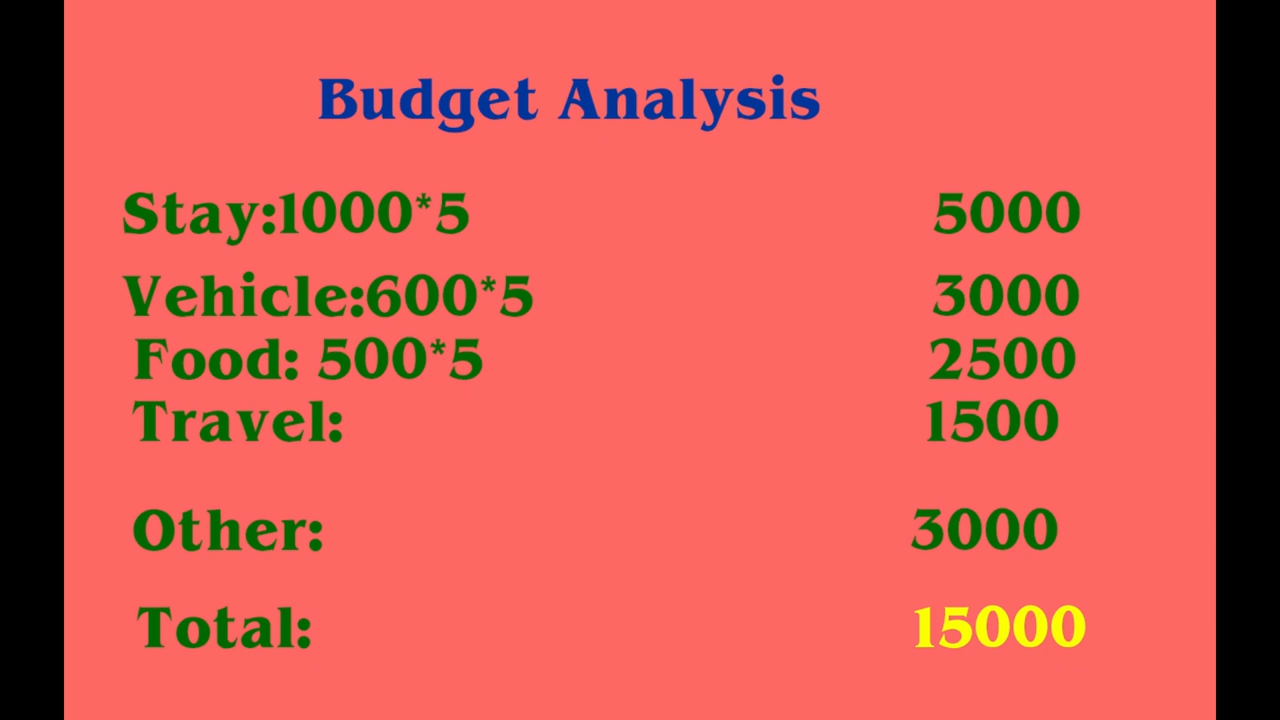 Budget Analysis
Stay:1000*5 5000
Vehicle:600*5 3000
Food: 500*5 2500
Travel: 1500
Other: 3000
Total: 15000